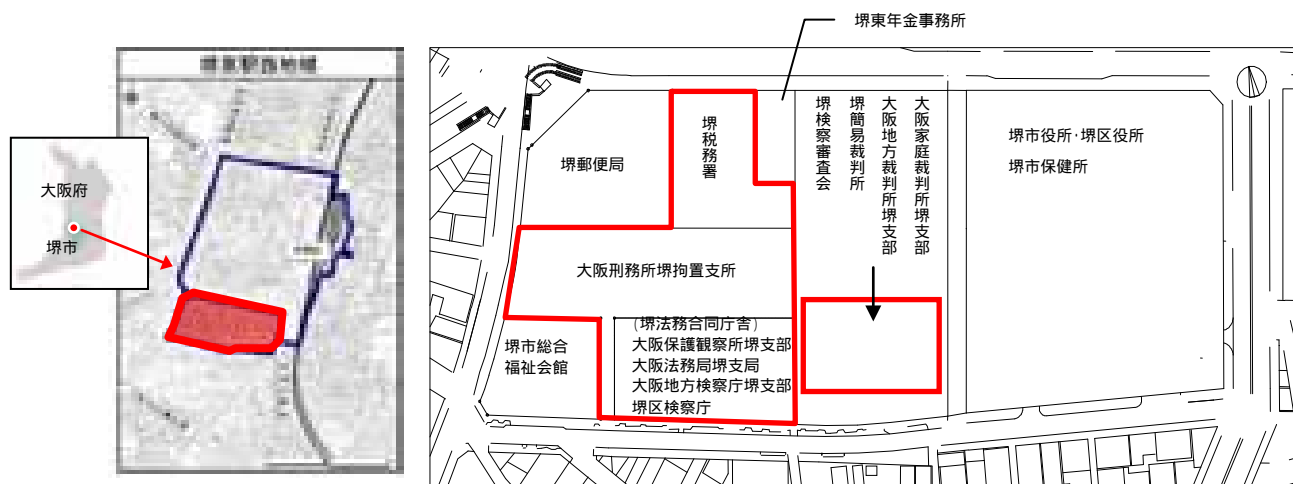 堺東年金事務所
大阪府
堺市
堺郵便局
堺税務署
大阪家庭裁判所堺支部
大阪地方裁判所堺支部
堺簡易裁判所
堺検察審査会
堺市役所・堺区役所
堺市保健所
大阪刑務所堺拘置支所
堺市総合
福祉会館
(堺法務合同庁舎)
大阪保護観察所堺支部
大阪法務局堺支局
大阪地方検察庁堺支部
堺区検察庁